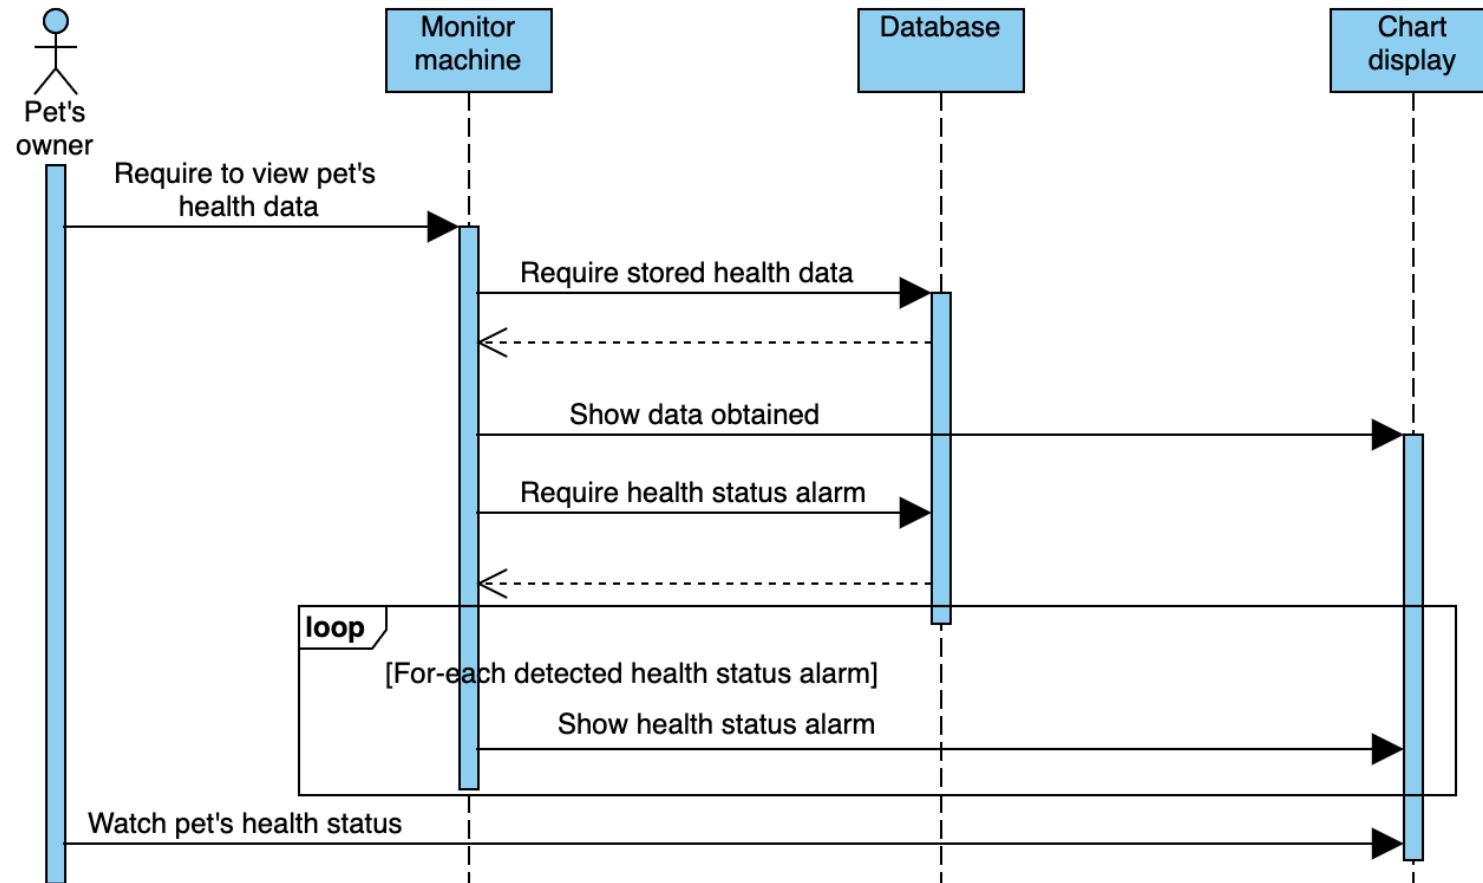 Pet's
owner
Monitor
machine
Database
Chart
display
Require to view pet's
health data
Require stored health data
Show data obtained
Require health status alarm
loop
[For-each detected health status alarm]
Show health status alarm
Watch pet's health status